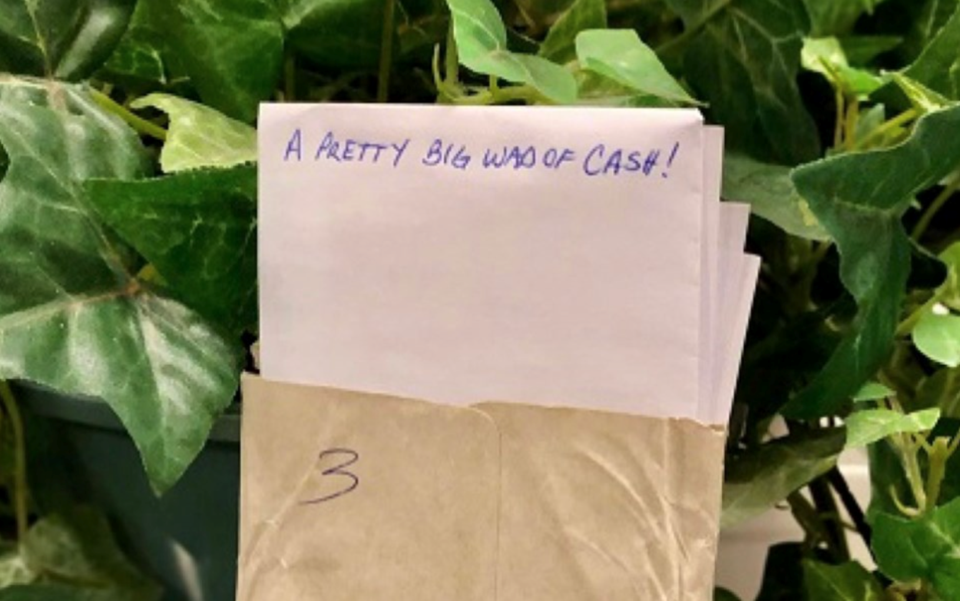 A PRETTY BIG WAD OF CASH!
3